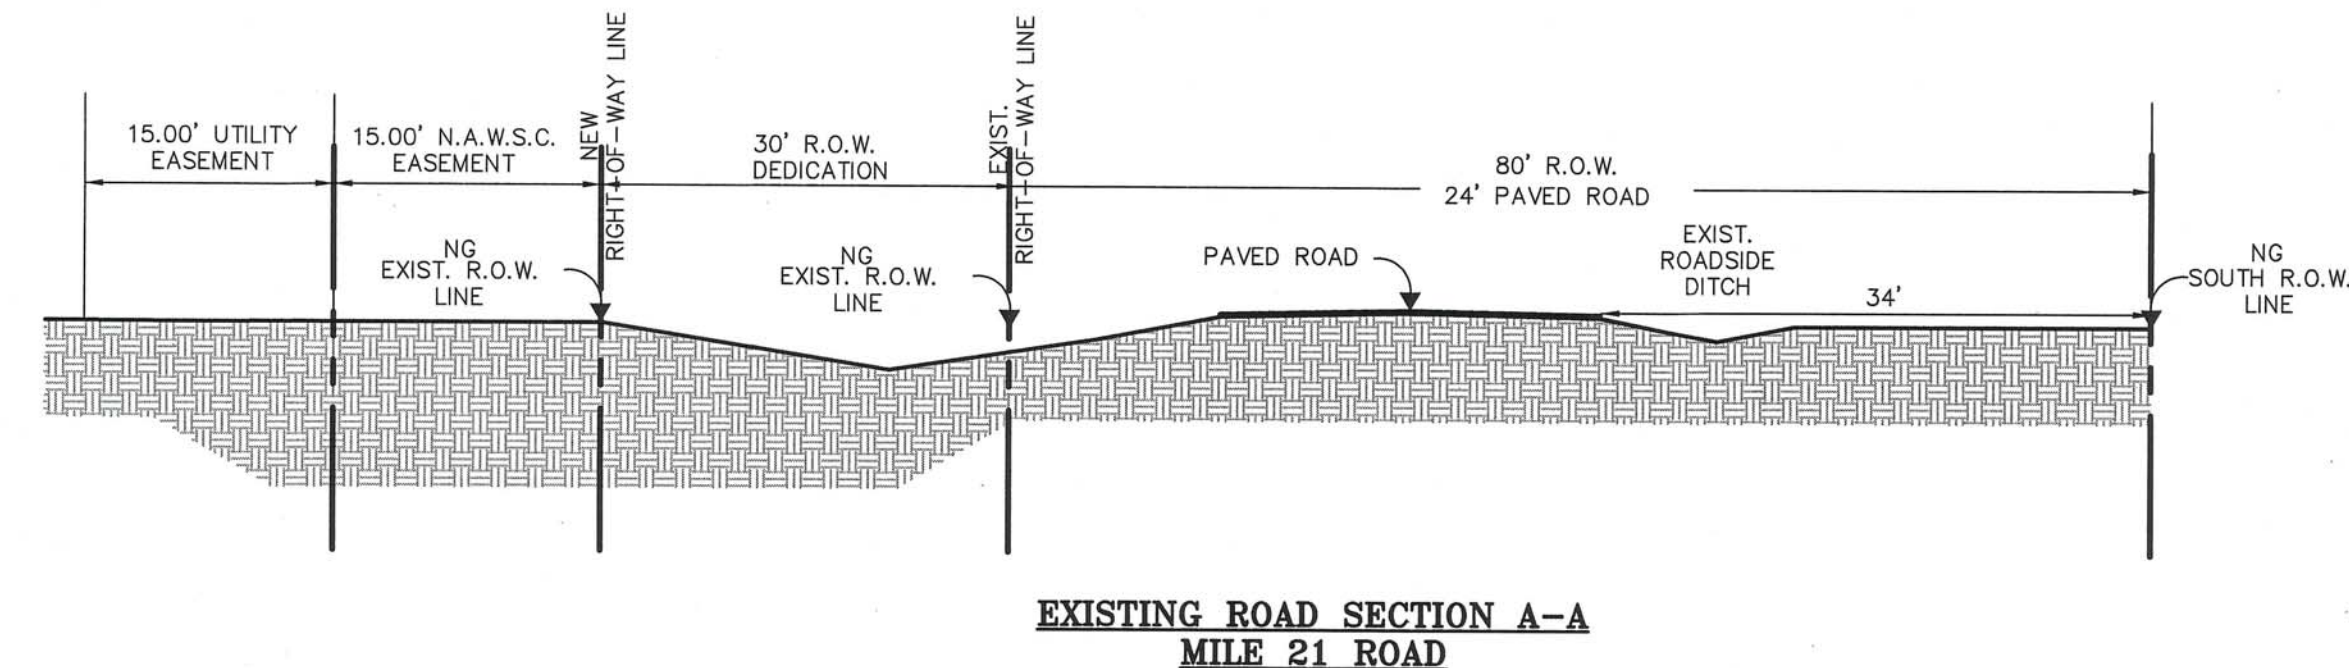 15.00' UTILITY
EASEMENT
15.00' N.A.W.S.C.
EASEMENT
NEW
RIGHT-OF-WAY LINE
30' R.O.W.
DEDICATION
EXIST.
RIGHT-OF-WAY LINE
80' R.O.W.
24' PAVED ROAD
NG
EXIST. R.O.W.
LINE
NG
EXIST. R.O.W.
LINE
PAVED ROAD
EXIST.
ROADSIDE
DITCH
34'
NG
SOUTH R.O.W.
LINE
EXISTING ROAD SECTION A-A
MILE 21 ROAD